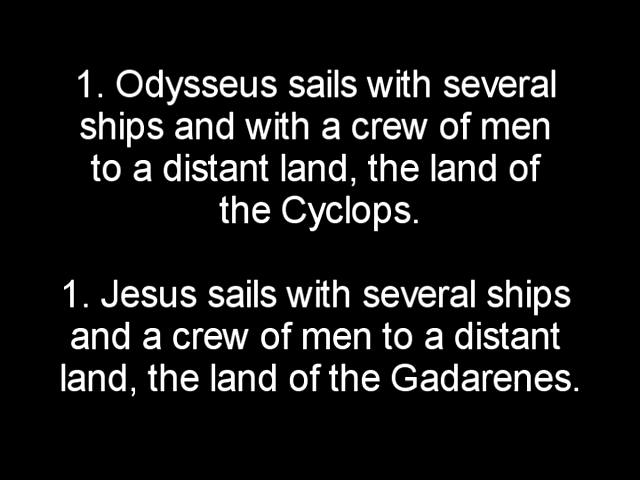 1. Odysseus sails with several
ships and with a crew of men
to a distant land, the land of
the Cyclops.
1. Jesus sails with several ships
and a crew of men to a distant
land, the land of the Gadarenes.